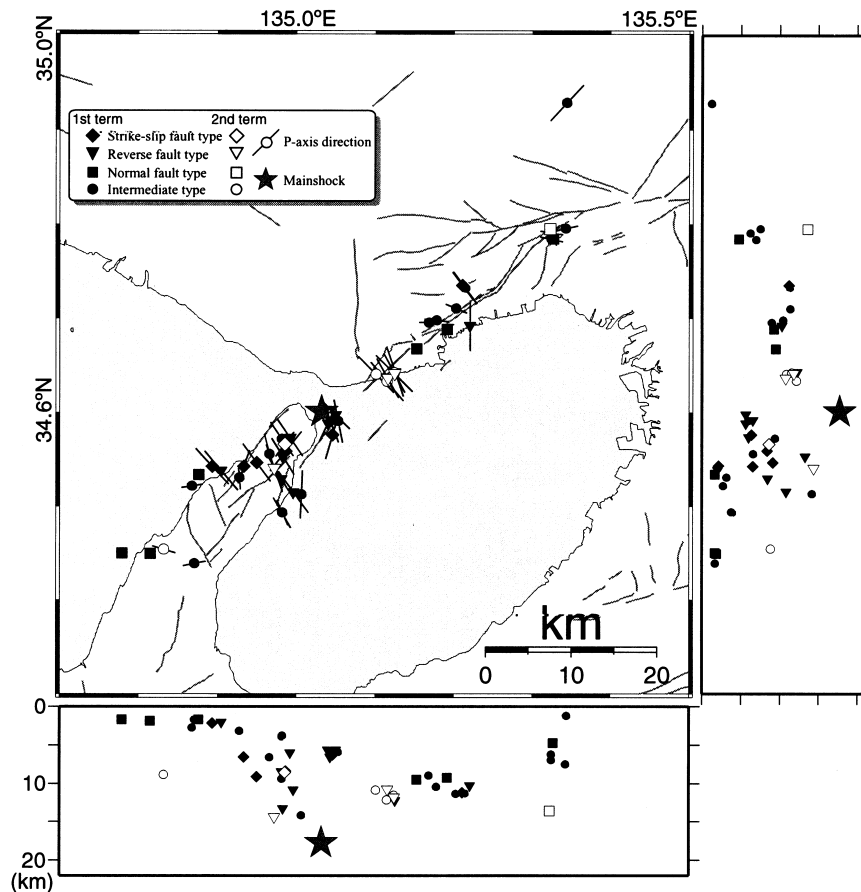 135.0°E 135.5°E
35.0°N
1st term 2nd term
Strike-slip fault type
P-axis direction
Reverse fault type
Normal fault type
Mainshock
Intermediate type
34.6°N
km
0 10 20
0
10
20
(km)